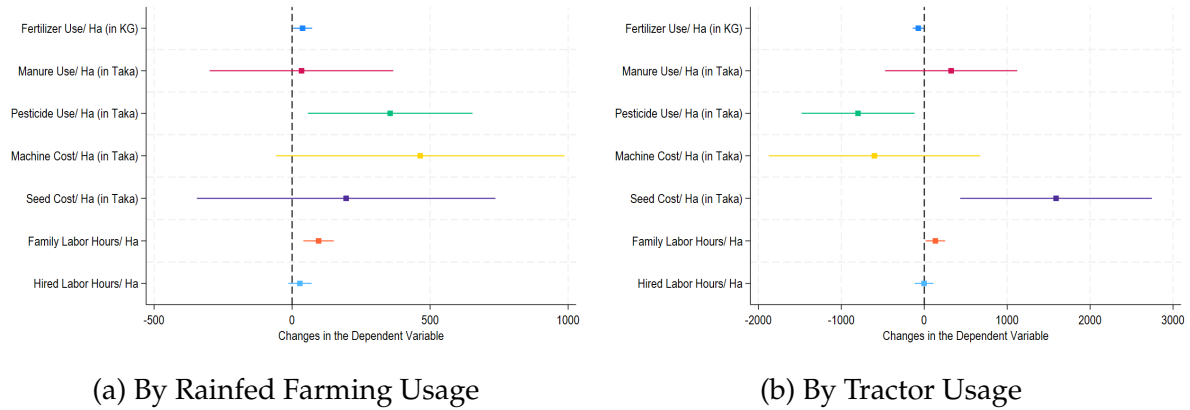 Fertilizer Use/ Ha (in KG)
Manure Use/ Ha (in Taka)
Pesticide Use/ Ha (in Taka)
Machine Cost/ Ha (in Taka)
Seed Cost/ Ha (in Taka)
Family Labor Hours/ Ha
Hired Labor Hours/ Ha
-500 0 500 1000
Changes in the Dependent Variable
(a) By Rainfed Farming Usage
Fertilizer Use/ Ha (in KG)
Manure Use/ Ha (in Taka)
Pesticide Use/ Ha (in Taka)
Machine Cost/ Ha (in Taka)
Seed Cost/ Ha (in Taka)
Family Labor Hours/ Ha
Hired Labor Hours/ Ha
-2000 -1000 0 1000 2000 3000
Changes in the Dependent Variable
(b) By Tractor Usage